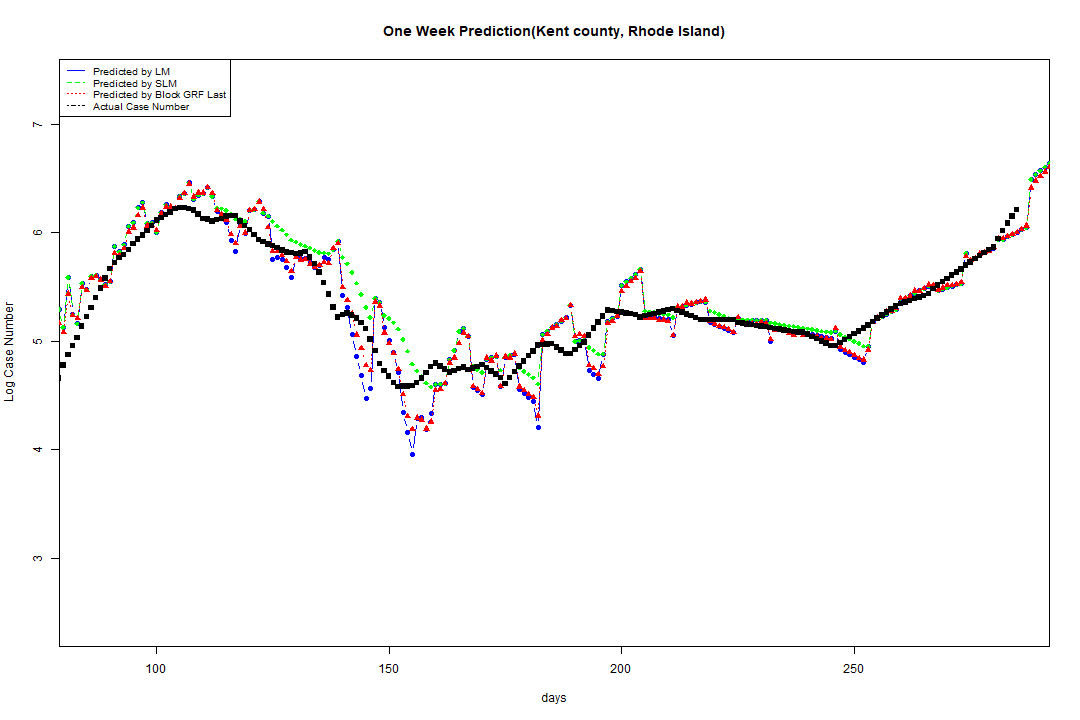 One Week Prediction(Kent county, Rhode Island)
Predicted by LM
Predicted by SLM
Predicted by Block GRF Last
Actual Case Number
7
6
5
4
3
Log Case Number
100 150 200 250
days